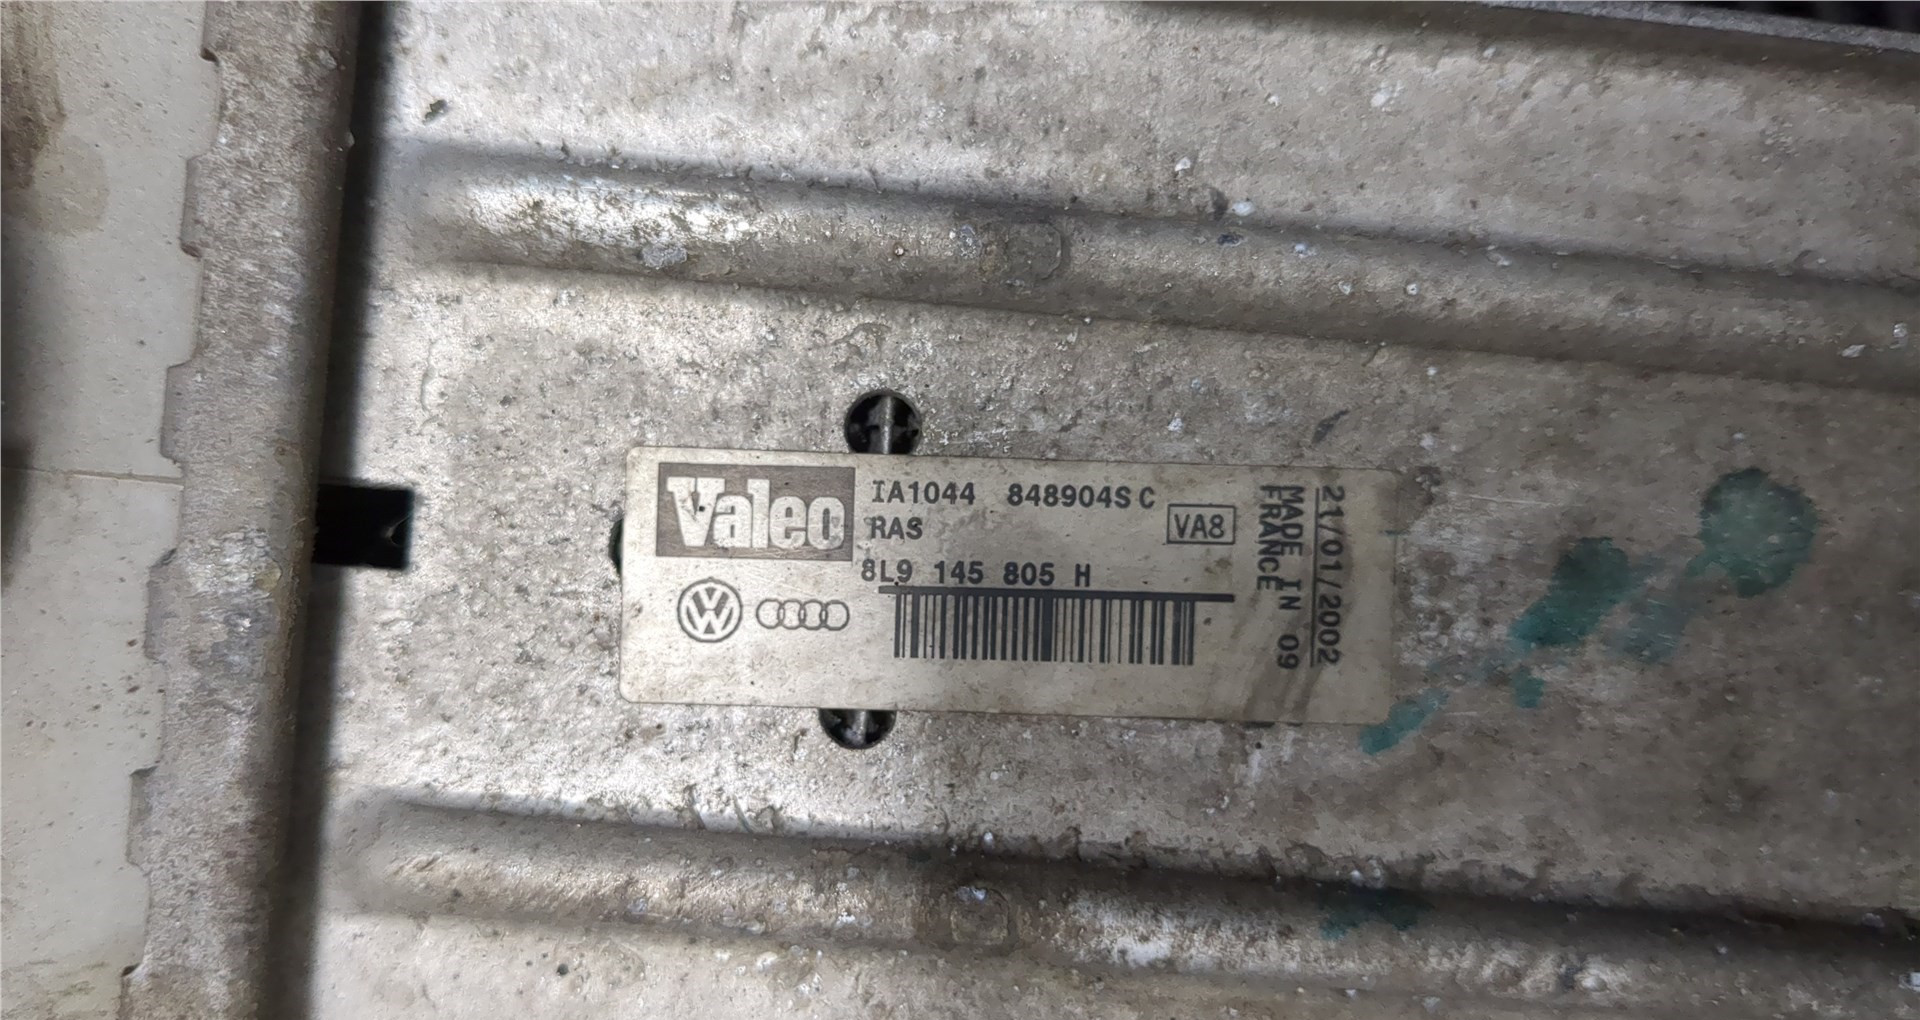 Valeo
IA1044 848904S C
RAS
VA8
8L9 145 805 H
21/01/2002
MADE IN 09
FRANCE